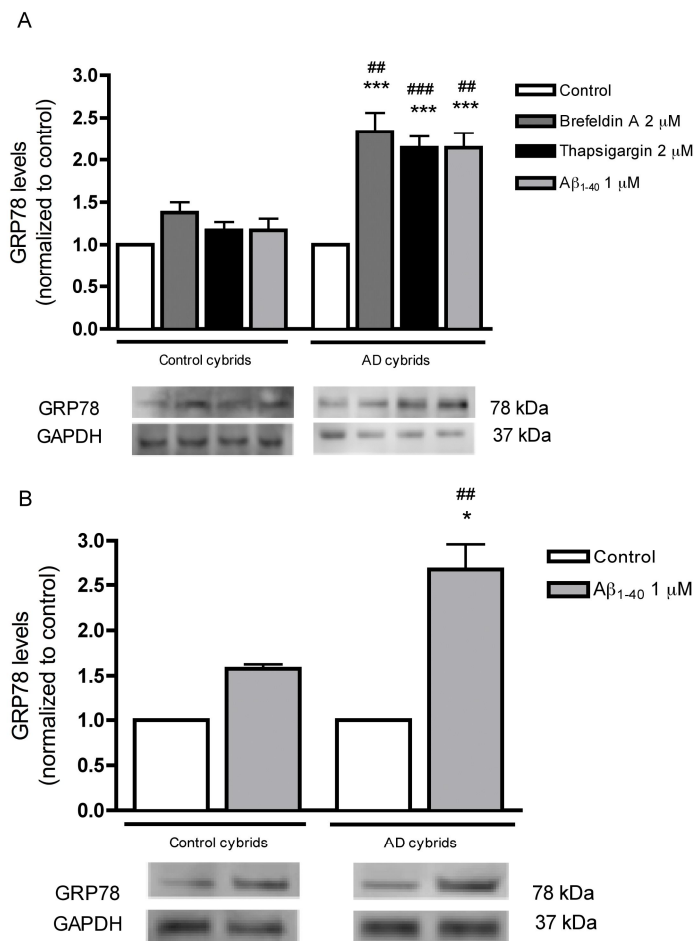 A
GRP78 levels
(normalized to control)
3.0
2.5
2.0
1.5
1.0
0.5
0.0
##
***
###
***
##
***
Control
Brefeldin A 2 μM
Thapsigargin 2 μM
Aβ1-40 1 μM
Control cybrids
AD cybrids
GRP78
78 kDa
GAPDH
37 kDa
B
GRP78 levels
(normalized to control)
3.0
2.5
2.0
1.5
1.0
0.5
0.0
##
*
Control
Aβ1-40 1 μM
Control cybrids
AD cybrids
GRP78
78 kDa
GAPDH
37 kDa